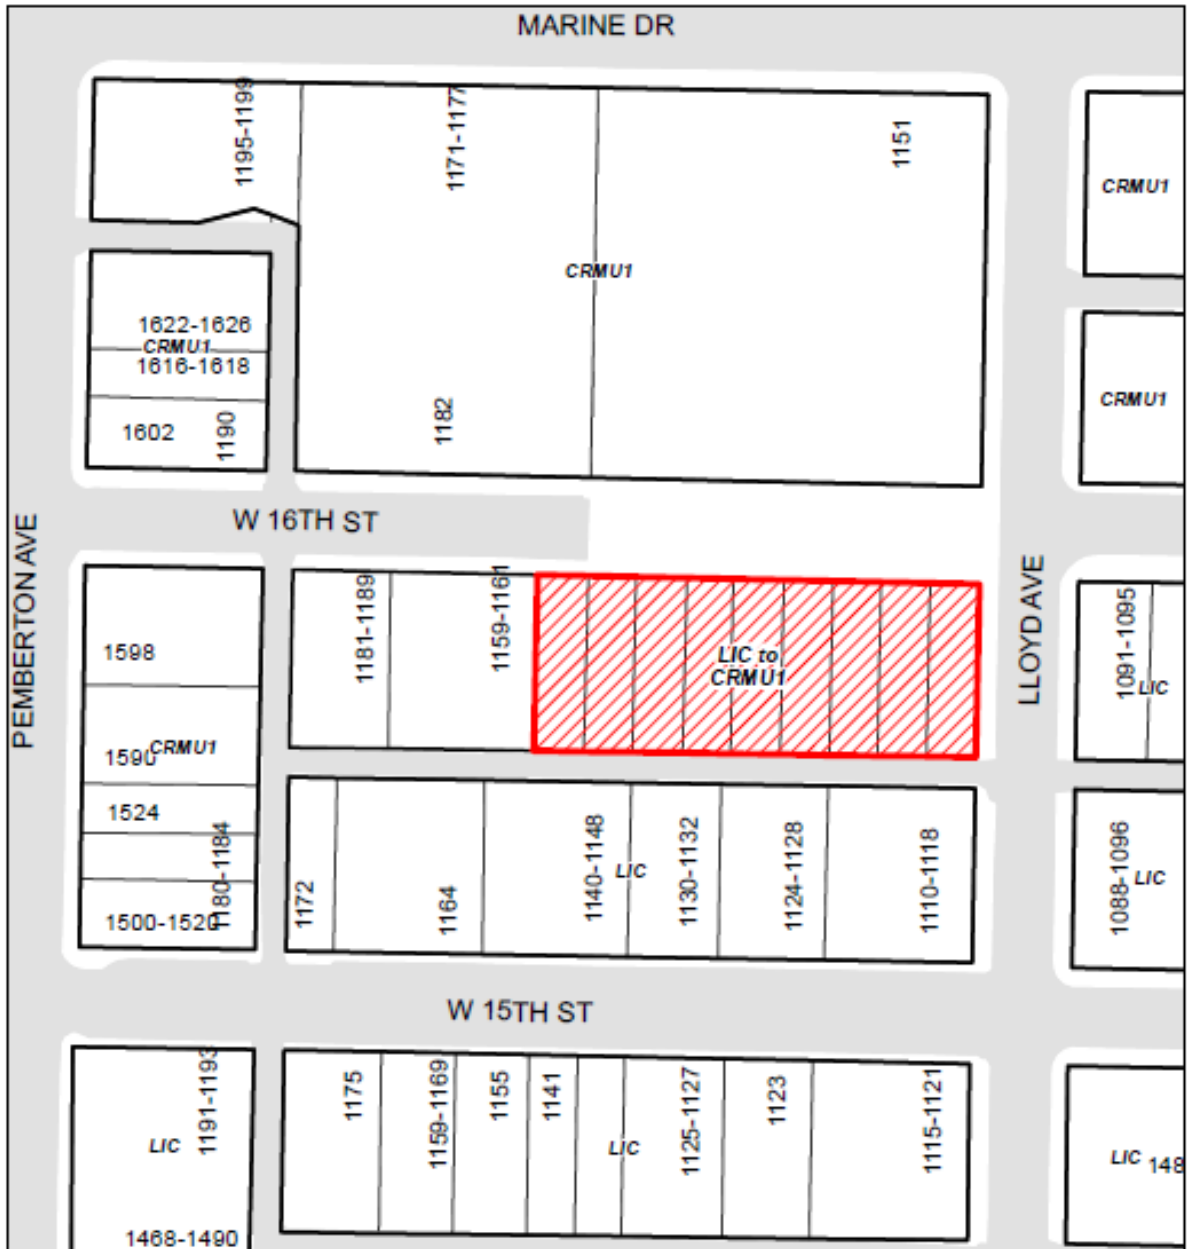 MARINE DR
1195-1199
1171-1177
1151
CRMU1
CRMU1
1622-1626
CRMU1
1616-1618
1602
1190
1182
CRMU1
W 16TH ST
PEMBERTON AVE
LLOYD AVE
1598
1590
CRMU1
1524
1180-1184
1500-1520
1181-1189
1159-1161
LIC to
CRMU1
1091-1095
LIC
1172
1164
1140-1148
LIC
1130-1132
1124-1128
1110-1118
1088-1096
LIC
W 15TH ST
1191-1193
LIC
1468-1490
1175
1159-1169
1155
1141
LIC
1125-1127
1123
1115-1121
LIC
148